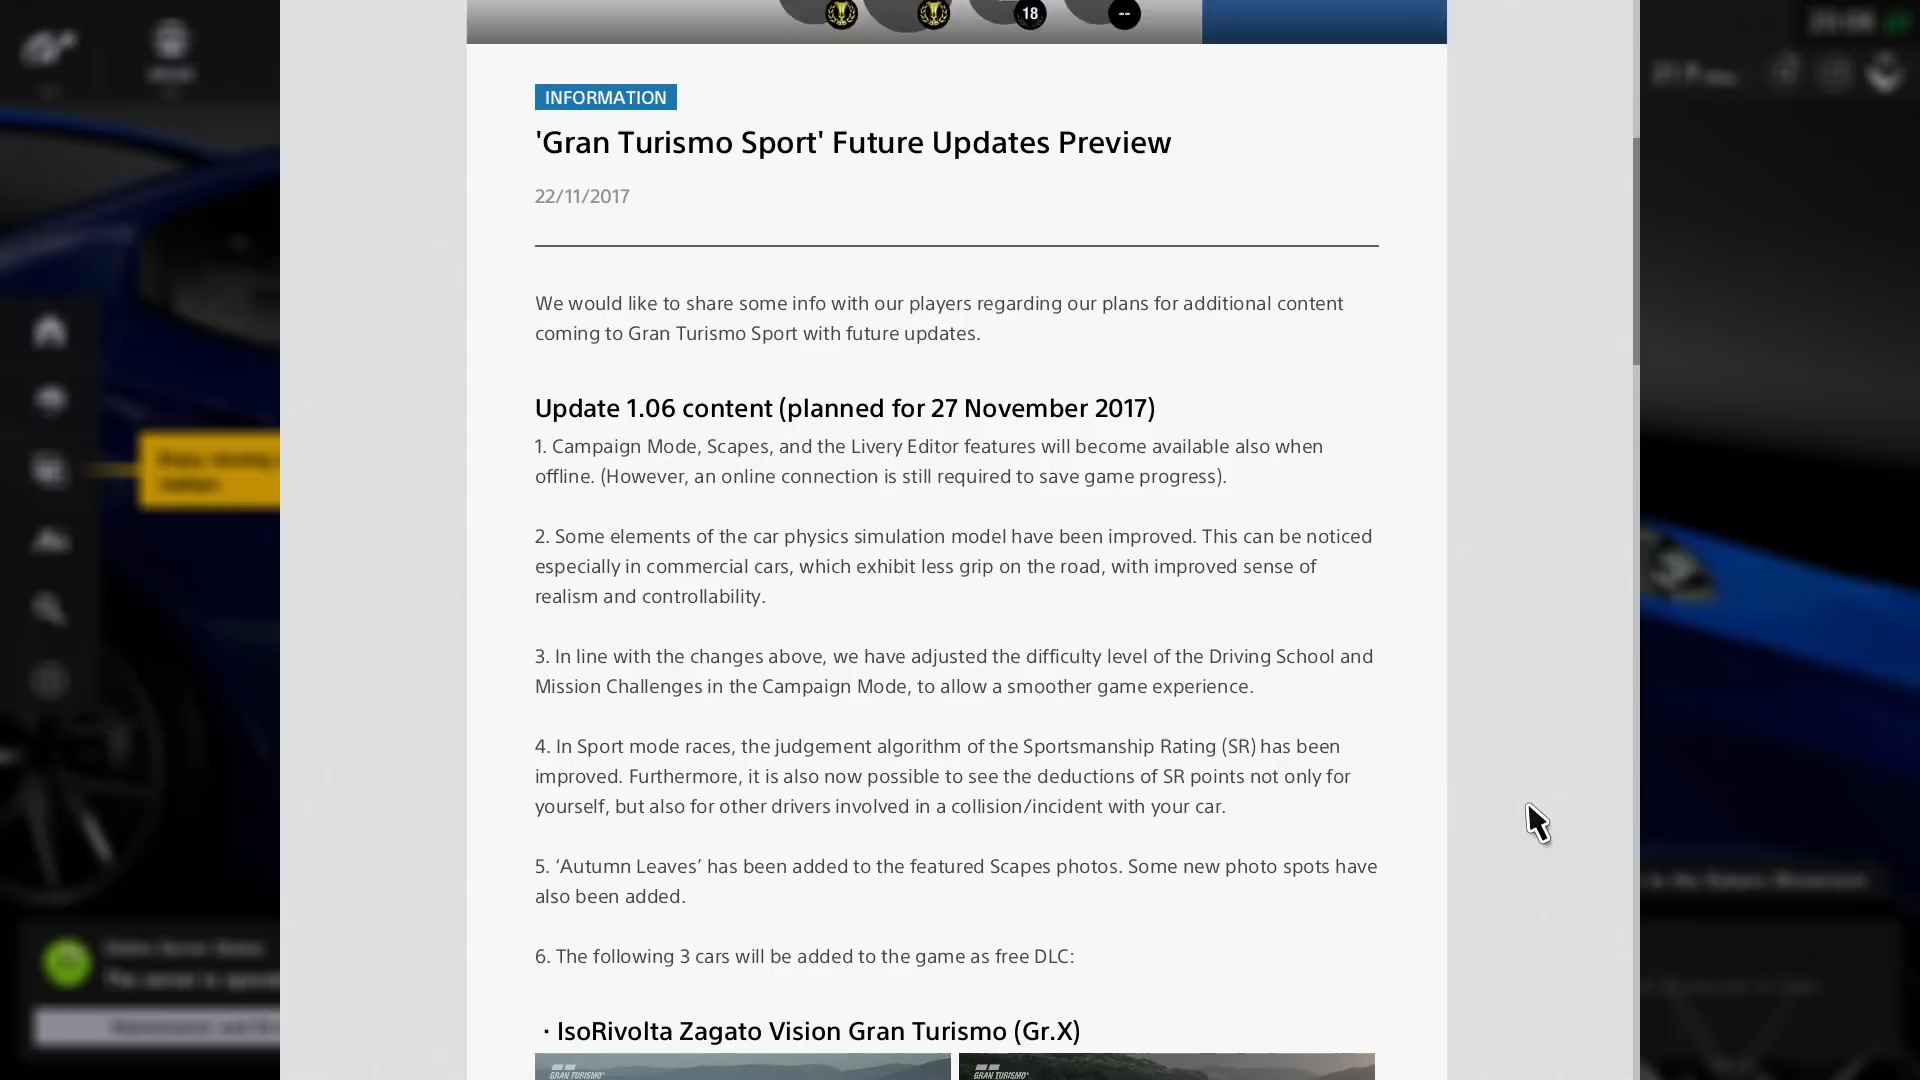 18
--
INFORMATION
'Gran Turismo Sport' Future Updates Preview
22/11/2017
We would like to share some info with our players regarding our plans for additional content
coming to Gran Turismo Sport with future updates.
Update 1.06 content (planned for 27 November 2017)
1. Campaign Mode, Scapes, and the Livery Editor features will become available also when
offline. (However, an online connection is still required to save game progress).
2. Some elements of the car physics simulation model have been improved. This can be noticed
especially in commercial cars, which exhibit less grip on the road, with improved sense of
realism and controllability.
3. In line with the changes above, we have adjusted the difficulty level of the Driving School and
Mission Challenges in the Campaign Mode, to allow a smoother game experience.
4. In Sport mode races, the judgement algorithm of the Sportsmanship Rating (SR) has been
improved. Furthermore, it is also now possible to see the deductions of SR points not only for
yourself, but also for other drivers involved in a collision/incident with your car.
5. ‘Autumn Leaves’ has been added to the featured Scapes photos. Some new photo spots have
also been added.
6. The following 3 cars will be added to the game as free DLC:
· IsoRivolta Zagato Vision Gran Turismo (Gr.X)
GRAN TURISMO
GRAN TURISMO